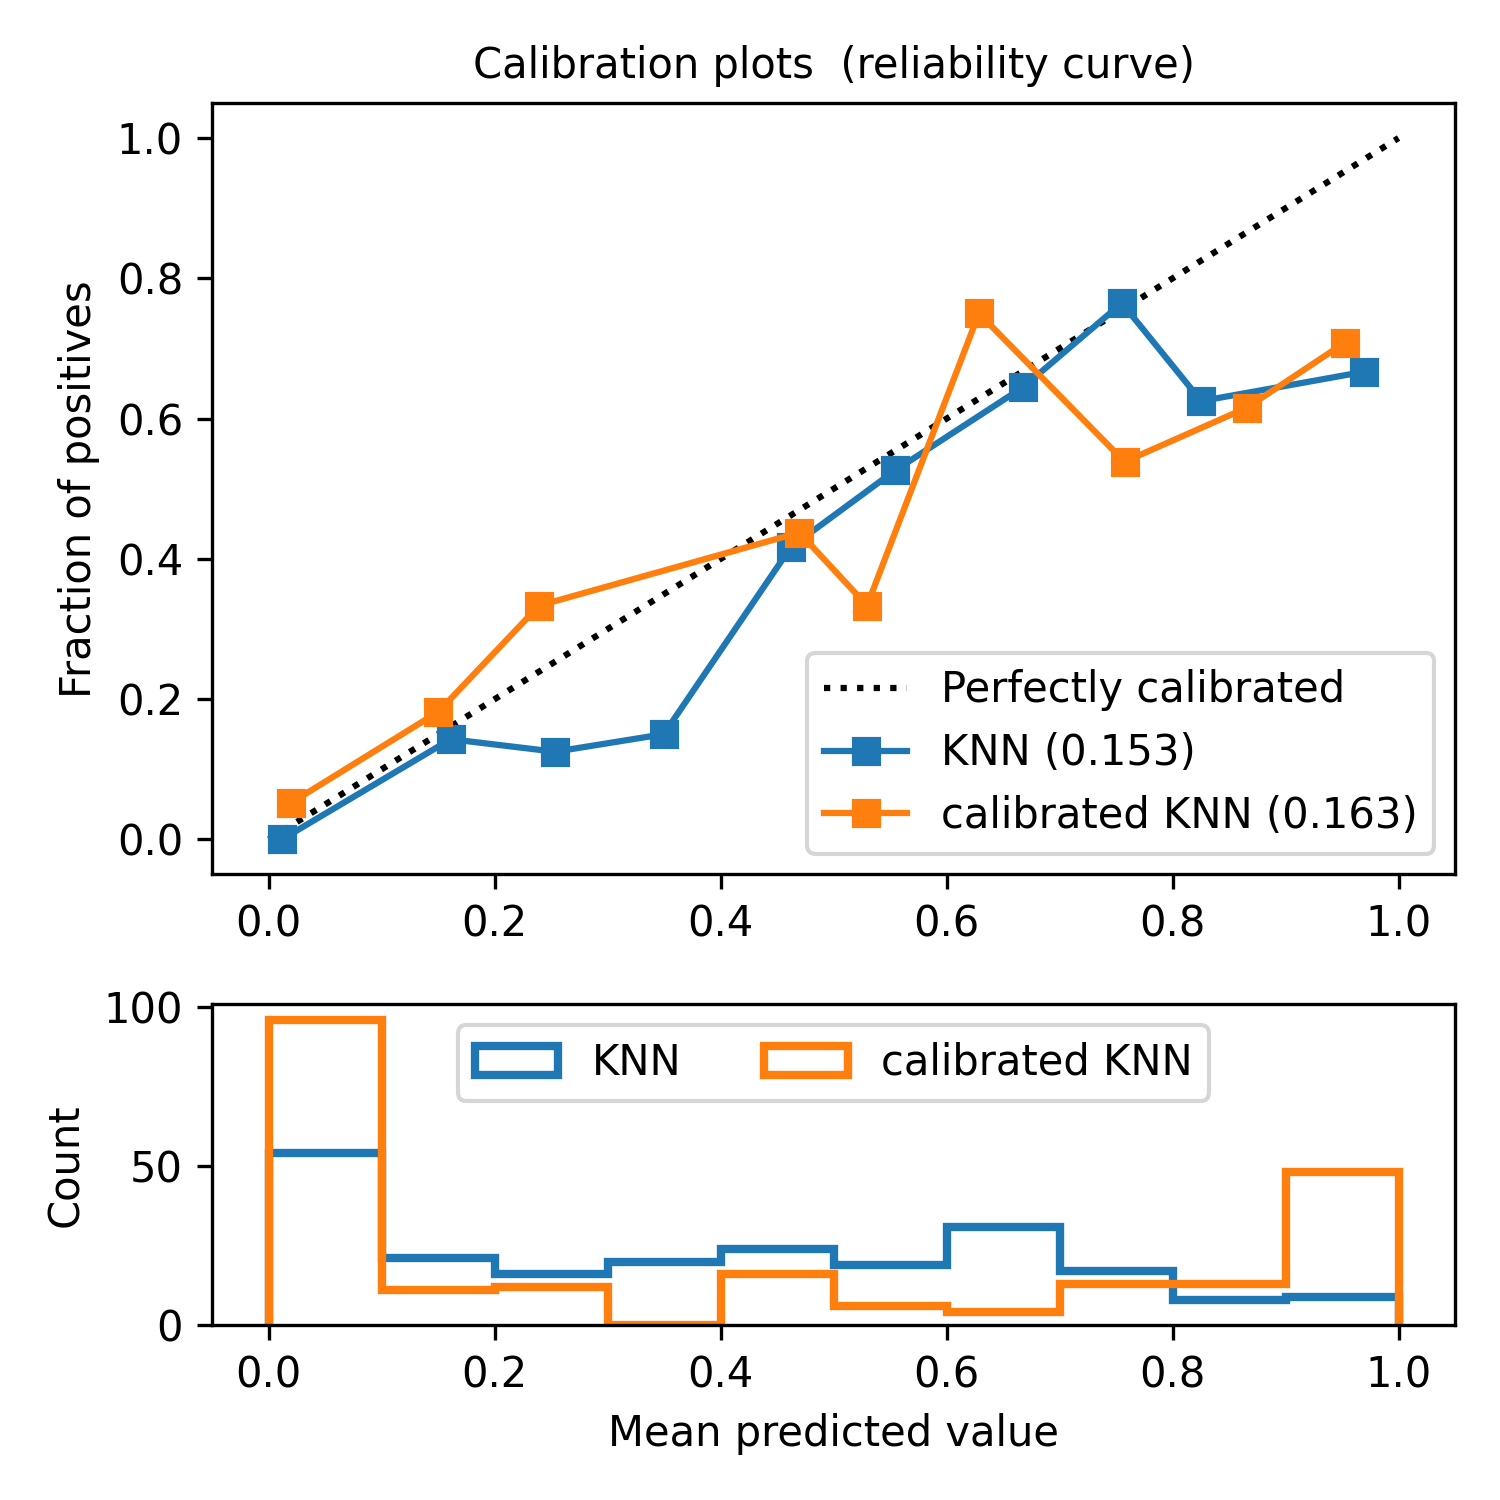 Calibration plots  (reliability curve)
1.0
0.8
0.6
0.4
0.2
0.0
Fraction of positives
Perfectly calibrated
KNN (0.153)
calibrated KNN (0.163)
0.0 0.2 0.4 0.6 0.8 1.0
100
50
0
Count
KNN calibrated KNN
0.0 0.2 0.4 0.6 0.8 1.0
Mean predicted value